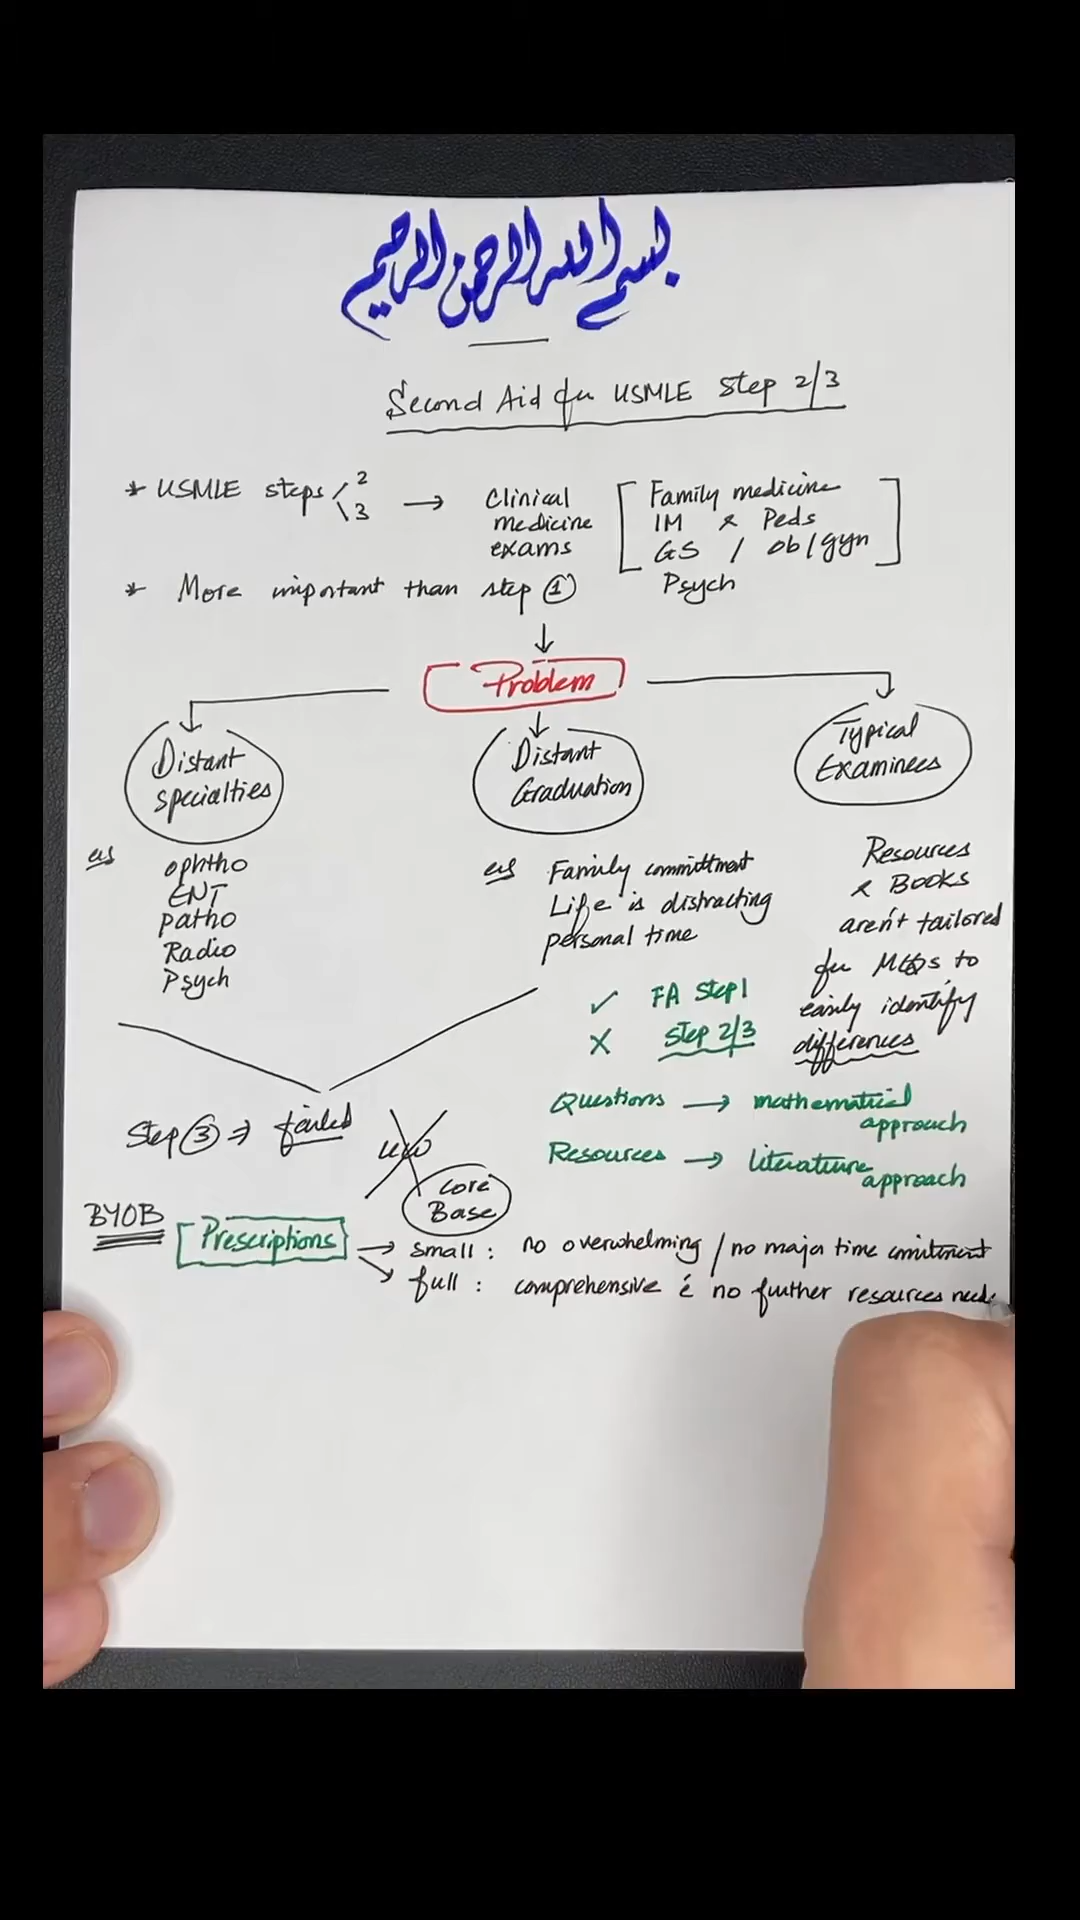 بسم الله الرحمن الرحيم
Second Aid for USMLE Step 2/3
* USMLE steps 2 3 → Clinical medicine exams [Family medicine
IM & Peds
GS / Ob/gyn]
Psych
* More important than step ①
Problem
Distant specialties
Distant Graduation
Typical Examinees
ophtho
ENT
patho
Radio
Psych
Family committment
Life is distracting
personal time
Resources
& Books
aren't tailored
for MCQs to
easily identify
differences
✓ FA Step 1
X Step 2/3
Questions → mathematical approach
Resources → literature approach
Step ③ ⇒ failed
UW
Core Base
BYOB
Prescriptions
→ small : no overwhelming / no major time
→ full : comprehensive c̄ no further resources